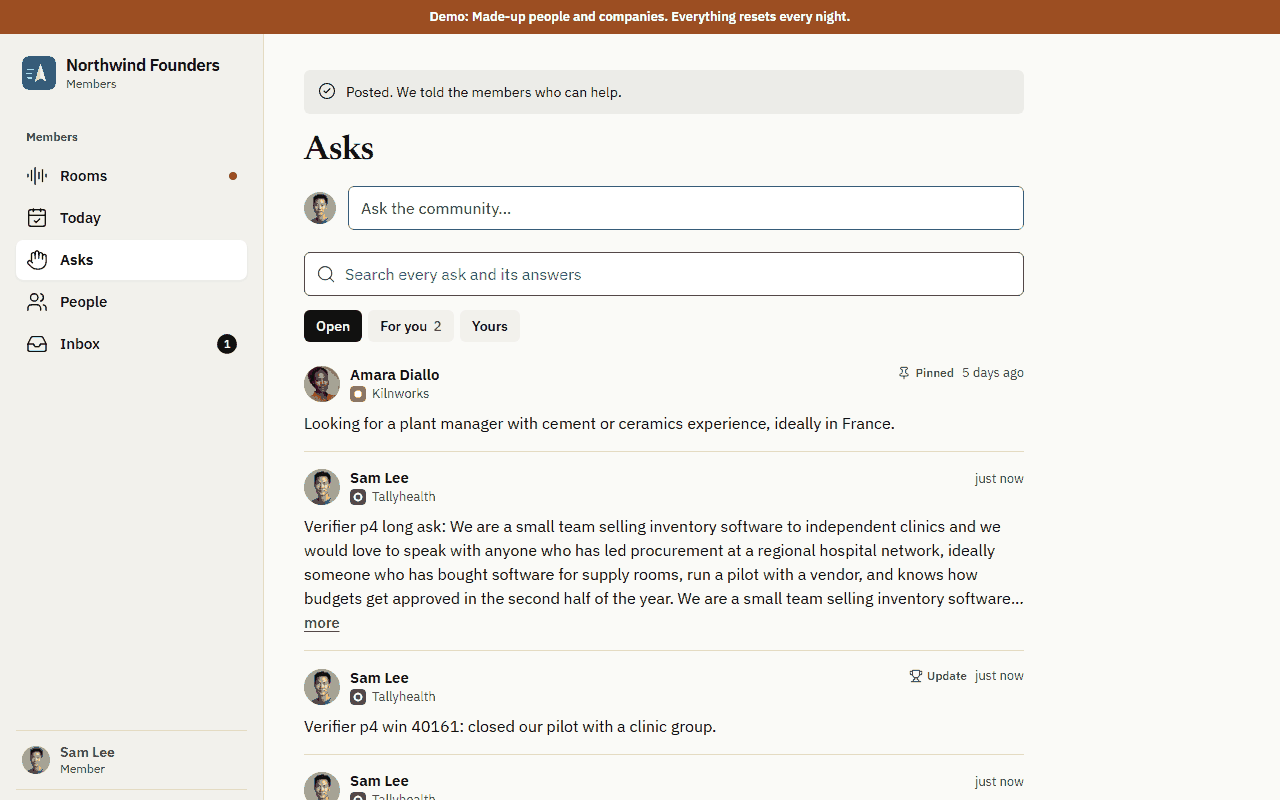 Demo: Made-up people and companies. Everything resets every night.
Northwind Founders
Members
Members
Rooms
Today
Asks
People
Inbox
1
Sam Lee
Member
Posted. We told the members who can help.
Asks
Ask the community...
Search every ask and its answers
Open
For you 2
Yours
Amara Diallo
Kilnworks
Pinned 5 days ago
Looking for a plant manager with cement or ceramics experience, ideally in France.
Sam Lee
Tallyhealth
just now
Verifier p4 long ask: We are a small team selling inventory software to independent clinics and we
would love to speak with anyone who has led procurement at a regional hospital network, ideally
someone who has bought software for supply rooms, run a pilot with a vendor, and knows how
budgets get approved in the second half of the year. We are a small team selling inventory software...
more
Sam Lee
Tallyhealth
Update just now
Verifier p4 win 40161: closed our pilot with a clinic group.
Sam Lee
Tallyhealth
just now